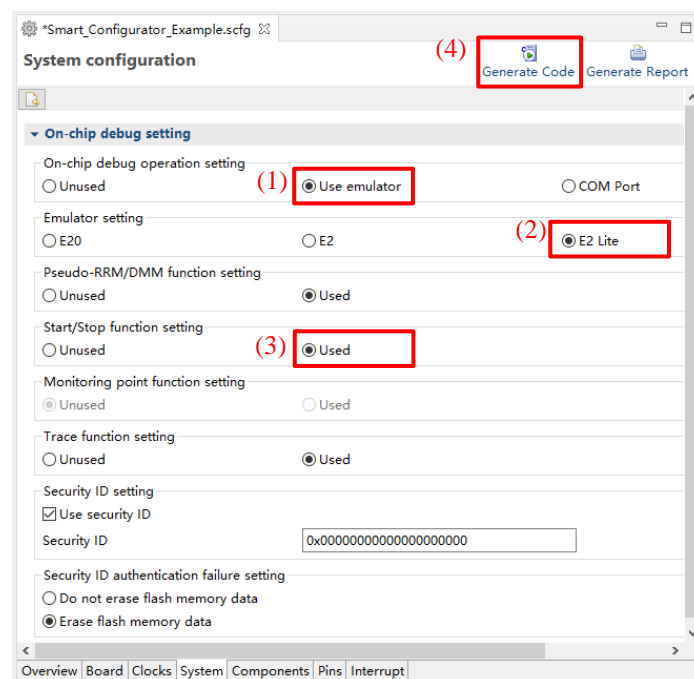 *Smart_Configurator_Example.scfg
System configuration
(4)
Generate Code Generate Report
On-chip debug setting
On-chip debug operation setting
Unused (1) Use emulator COM Port
Emulator setting
E20 E2 (2) E2 Lite
Pseudo-RRM/DMM function setting
Unused Used
Start/Stop function setting
Unused (3) Used
Monitoring point function setting
Unused Used
Trace function setting
Unused Used
Security ID setting
Use security ID
Security ID 0x00000000000000000000
Security ID authentication failure setting
Do not erase flash memory data
Erase flash memory data
Overview Board Clocks System Components Pins Interrupt